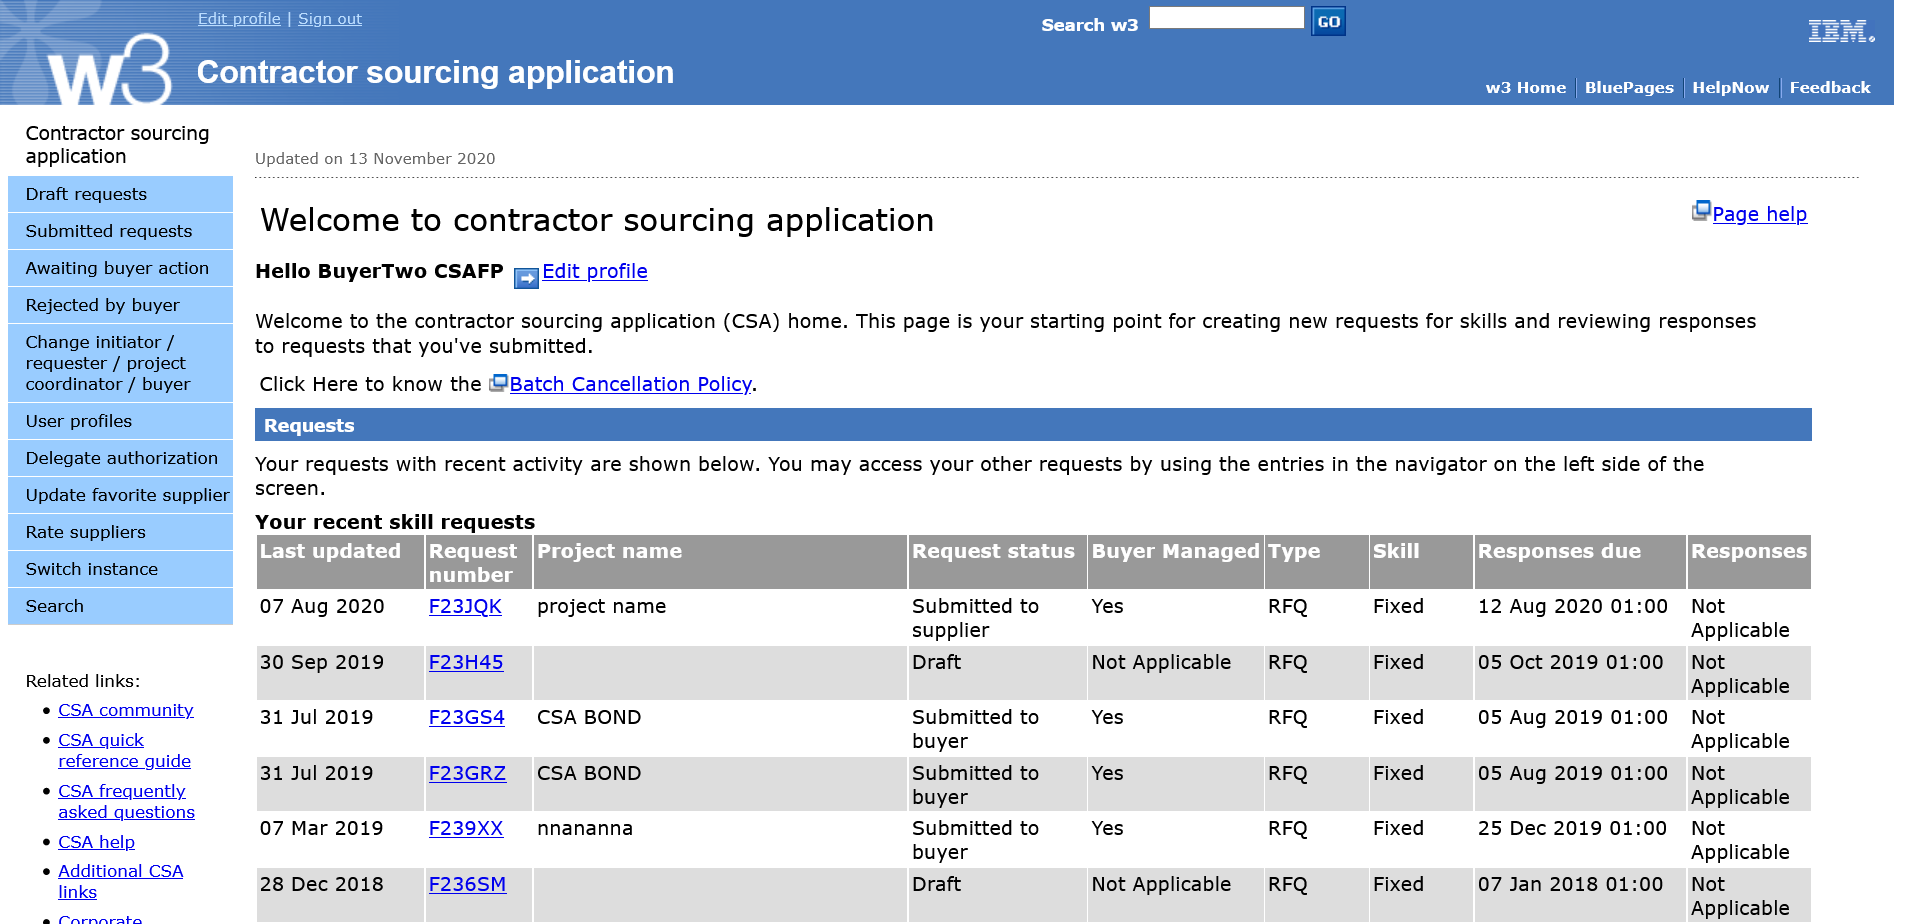 Edit profile | Sign out
Search w3
GO
IBM.
w3
Contractor sourcing application
w3 Home
BluePages
HelpNow
Feedback
Contractor sourcing
application
Draft requests
Submitted requests
Awaiting buyer action
Rejected by buyer
Change initiator /
requester / project
coordinator / buyer
User profiles
Delegate authorization
Update favorite supplier
Rate suppliers
Switch instance
Search
Related links:
• CSA community
• CSA quick
reference guide
• CSA frequently
asked questions
• CSA help
• Additional CSA
links
• Corporate
Updated on 13 November 2020
Welcome to contractor sourcing application
Page help
Hello BuyerTwo CSAFP Edit profile
Welcome to the contractor sourcing application (CSA) home. This page is your starting point for creating new requests for skills and reviewing responses
to requests that you've submitted.
Click Here to know the Batch Cancellation Policy.
Requests
Your requests with recent activity are shown below. You may access your other requests by using the entries in the navigator on the left side of the
screen.
Your recent skill requests
Last updated Request number Project name Request status Buyer Managed Type Skill Responses due Responses
07 Aug 2020 F23JQK project name Submitted to supplier Yes RFQ Fixed 12 Aug 2020 01:00 Not Applicable
30 Sep 2019 F23H45 Draft Not Applicable RFQ Fixed 05 Oct 2019 01:00 Not Applicable
31 Jul 2019 F23GS4 CSA BOND Submitted to buyer Yes RFQ Fixed 05 Aug 2019 01:00 Not Applicable
31 Jul 2019 F23GRZ CSA BOND Submitted to buyer Yes RFQ Fixed 05 Aug 2019 01:00 Not Applicable
07 Mar 2019 F239XX nnananna Submitted to buyer Yes RFQ Fixed 25 Dec 2019 01:00 Not Applicable
28 Dec 2018 F236SM Draft Not Applicable RFQ Fixed 07 Jan 2018 01:00 Not Applicable